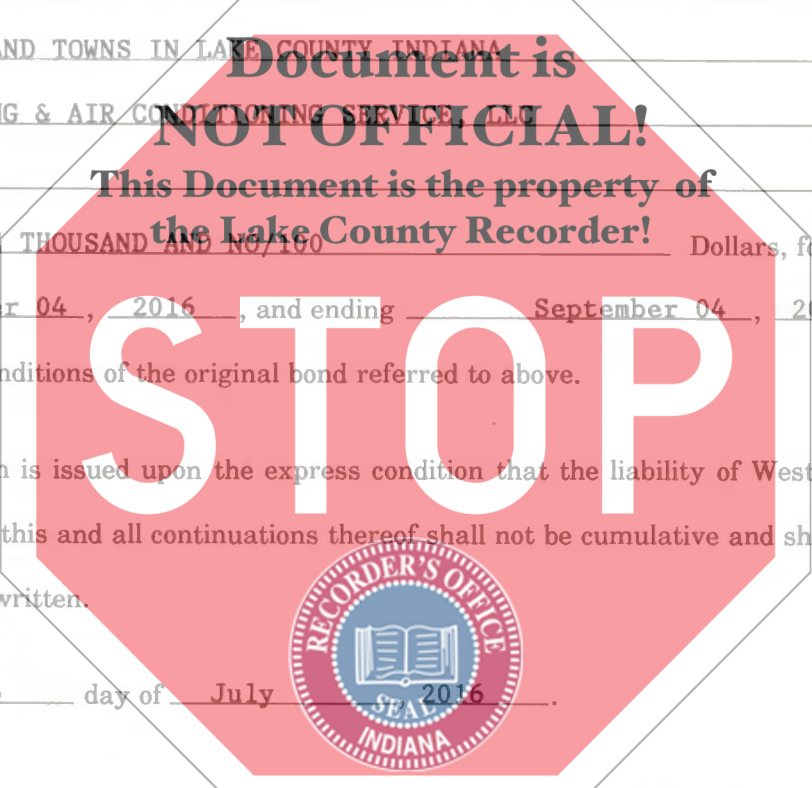 AND TOWNS IN LAKE COUNTY INDIANA
Document is
G & AIR CONDITIONING SERVICE, LLC
NOT OFFICIAL!
This Document is the property of
the Lake County Recorder!
THOUSAND AND NO/100 Dollars, fo
r 04, 2016, and ending September 04, 20
STOP
nditions of the original bond referred to above.
n is issued upon the express condition that the liability of West
this and all continuations thereof shall not be cumulative and sh
written.
RECORDER'S OFFICE
day of July, 2016.
SEAL
INDIANA